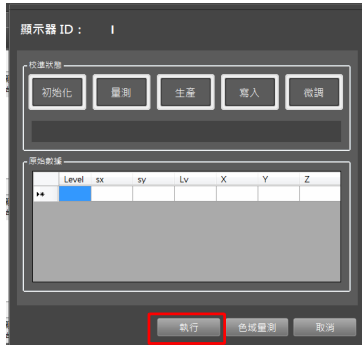 顯示器 ID： I
校準狀態
初始化 量測 生產 寫入 微調
原始數據
Level sx sy Lv X Y Z
執行 色域量測 取消